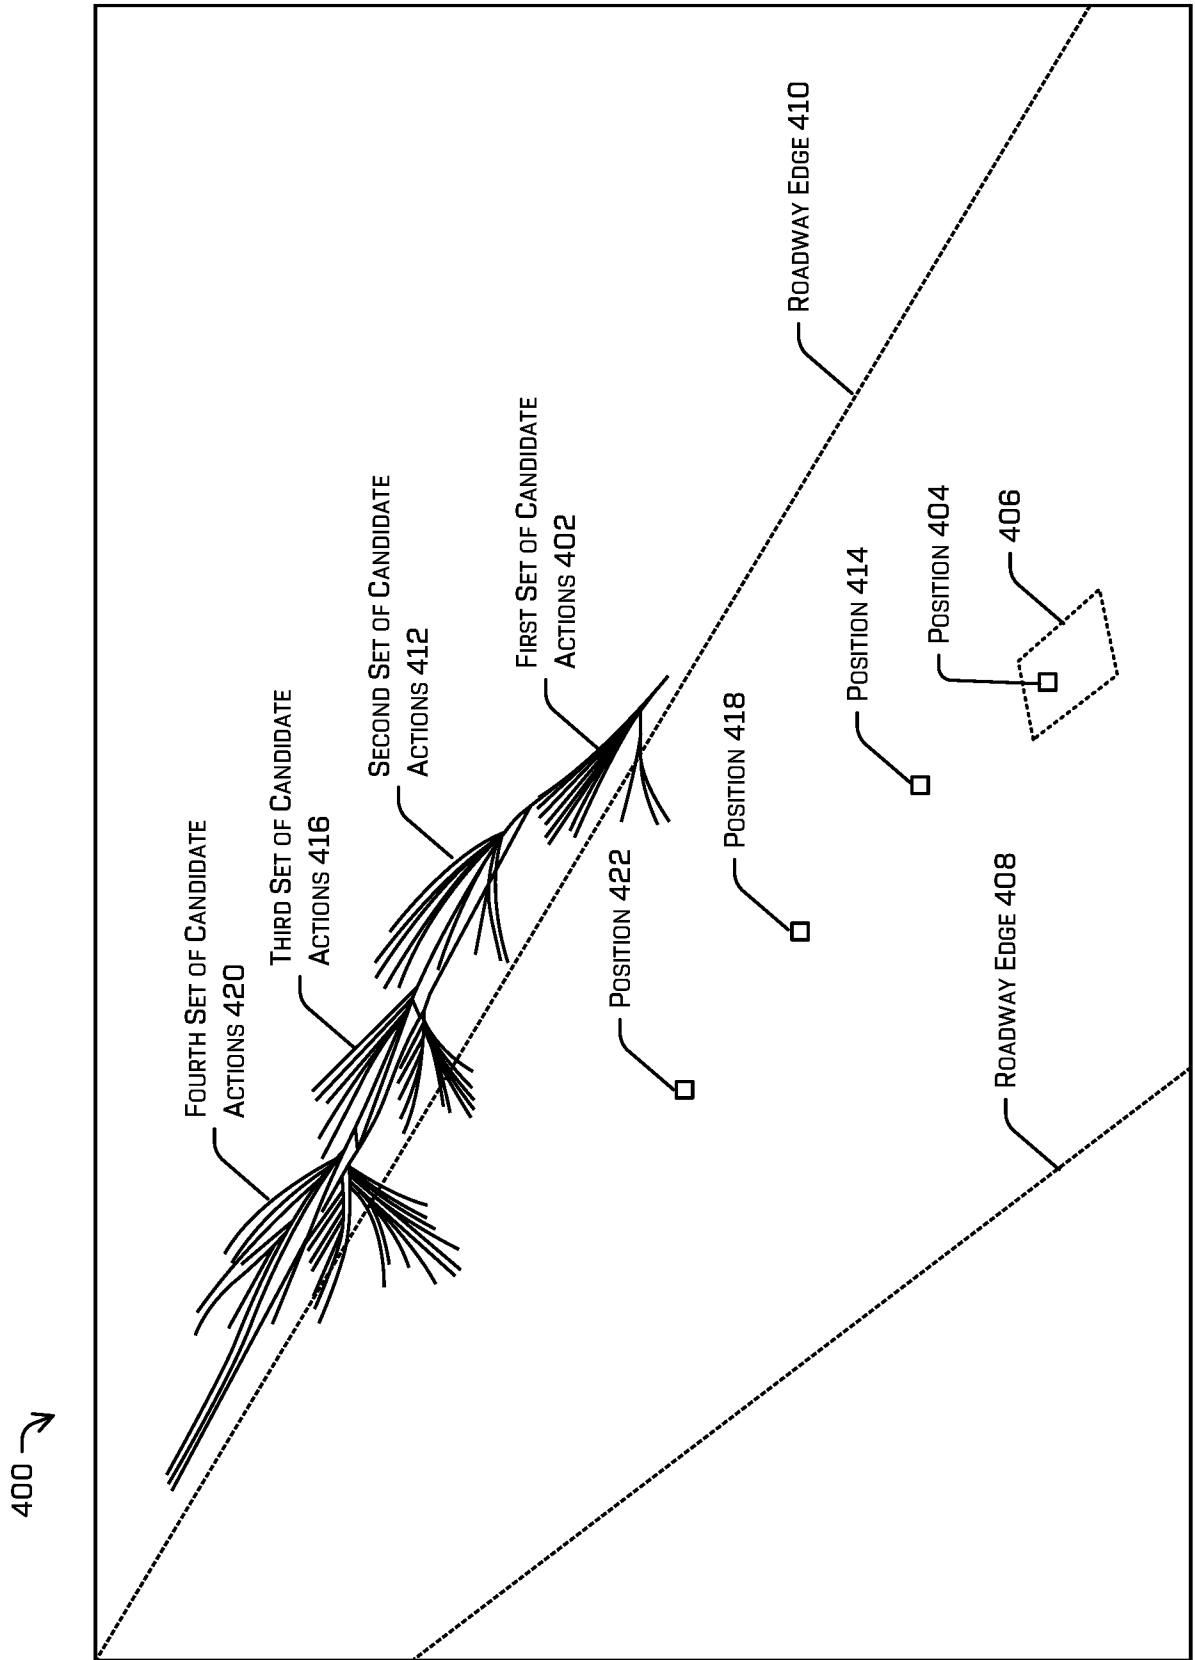 400
FOURTH SET OF CANDIDATE
ACTIONS 420
THIRD SET OF CANDIDATE
ACTIONS 416
SECOND SET OF CANDIDATE
ACTIONS 412
FIRST SET OF CANDIDATE
ACTIONS 402
ROADWAY EDGE 410
POSITION 422
POSITION 418
POSITION 414
POSITION 404
406
ROADWAY EDGE 408